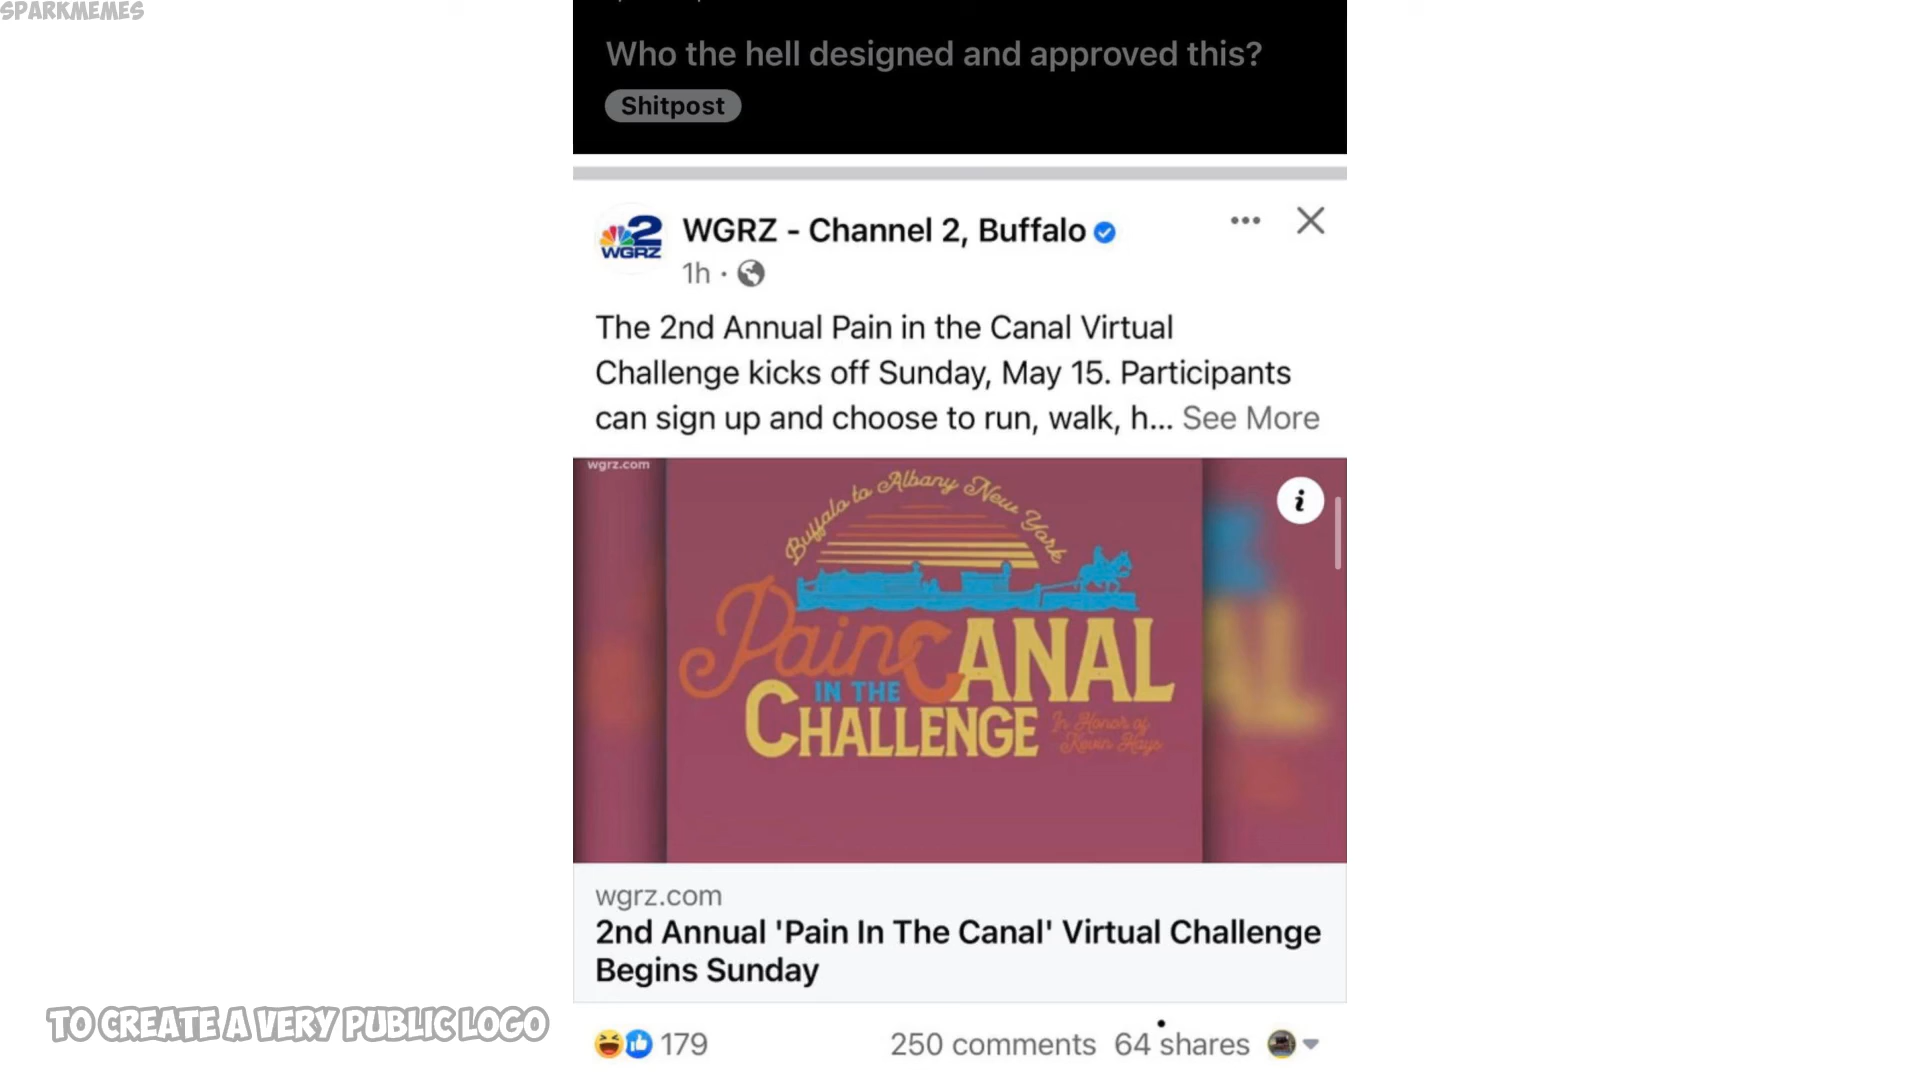 SPARKMEMES
Who the hell designed and approved this?
Shitpost
2
WGRZ
WGRZ - Channel 2, Buffalo
1h ·
The 2nd Annual Pain in the Canal Virtual
Challenge kicks off Sunday, May 15. Participants
can sign up and choose to run, walk, h... See More
wgrz.com
Buffalo to Albany New York
Pain CANAL
IN THE
CHALLENGE
In Honor of
Kevin Hays
wgrz.com
2nd Annual 'Pain In The Canal' Virtual Challenge
Begins Sunday
TO CREATE A VERY PUBLIC LOGO
179
250 comments 64 shares